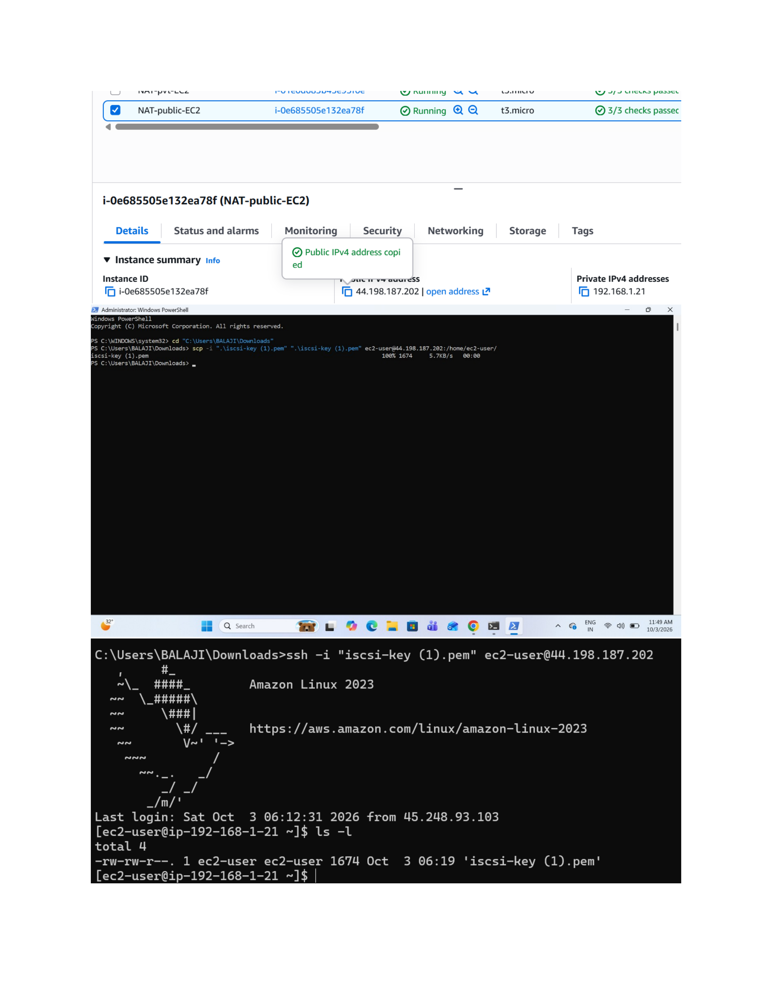 NAT-pvt-EC2 Running t3.micro 3/3 checks passec
NAT-public-EC2 i-0e685505e132ea78f Running t3.micro 3/3 checks passec
i-0e685505e132ea78f (NAT-public-EC2)
Details Status and alarms Monitoring Security Networking Storage Tags
Public IPv4 address copi
ed
Instance summary Info
Instance ID Public IPv4 address Private IPv4 addresses
i-0e685505e132ea78f 44.198.187.202 | open address 192.168.1.21
Administrator: Windows PowerShell
Windows PowerShell
Copyright (C) Microsoft Corporation. All rights reserved.
PS C:\WINDOWS\system32> cd "C:\Users\BALAJI\Downloads"
PS C:\Users\BALAJI\Downloads> scp -i ".\iscsi-key (1).pem" ".\iscsi-key (1).pem" ec2-user@44.198.187.202:/home/ec2-user/
iscsi-key (1).pem 100% 1674 5.7KB/s 00:00
PS C:\Users\BALAJI\Downloads>
32°
Search
ENG
IN
11:49 AM
10/3/2026
C:\Users\BALAJI\Downloads>ssh -i "iscsi-key (1).pem" ec2-user@44.198.187.202
   ,     #_
   ~\_  ####_        Amazon Linux 2023
  ~~  \_#####\
  ~~     \###|
  ~~       \#/ ___   https://aws.amazon.com/linux/amazon-linux-2023
   ~~       V~' '->
    ~~~         /
      ~~._.   _/
         _/ _/
       _/m/'
Last login: Sat Oct  3 06:12:31 2026 from 45.248.93.103
[ec2-user@ip-192-168-1-21 ~]$ ls -l
total 4
-rw-rw-r--. 1 ec2-user ec2-user 1674 Oct  3 06:19 'iscsi-key (1).pem'
[ec2-user@ip-192-168-1-21 ~]$